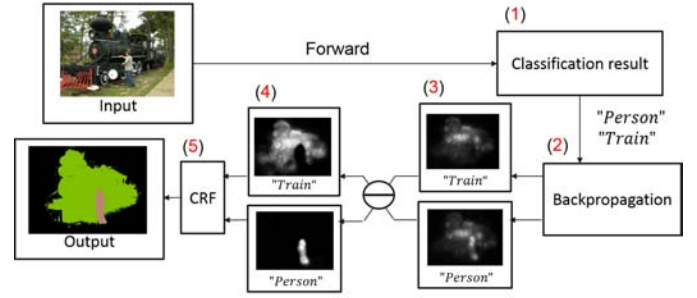 (1)
Forward
Classification result
Input
(4)
(3)
"Person"
"Train"
(5)
(2)
"Train"
"Train"
CRF
Backpropagation
Output
"Person"
"Person"